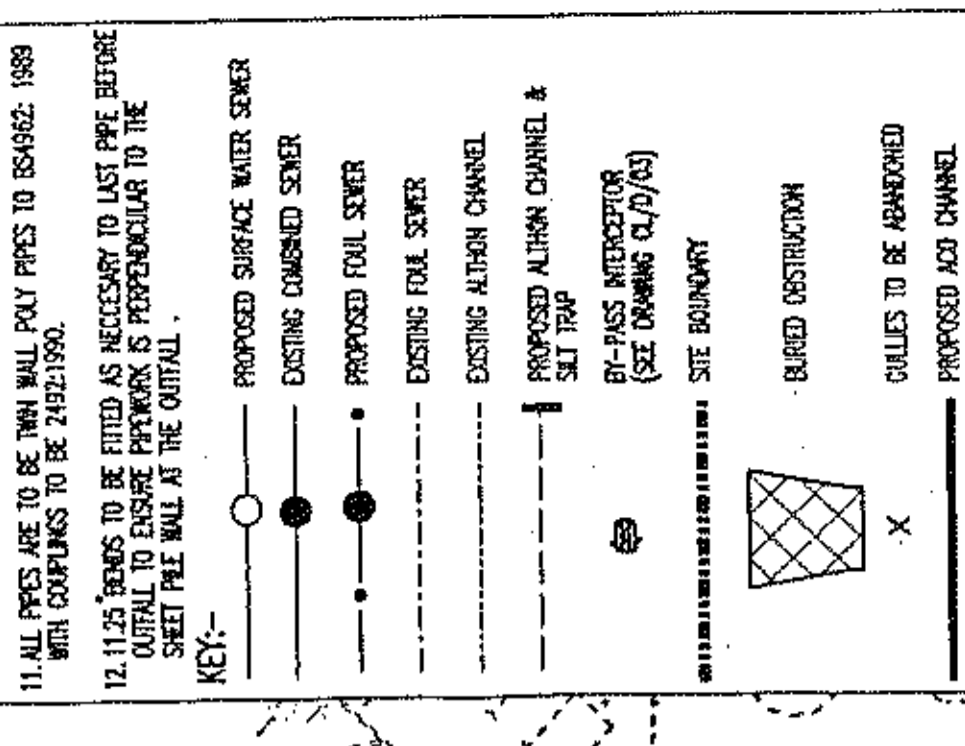 11. ALL PIPES ARE TO BE TWIN WALL POLY PIPES TO BS4962: 1989
WITH COUPLINGS TO BE 2492:1990.
12. 11.25° BENDS TO BE FITTED AS NECCESARY TO LAST PIPE BEFORE
OUTFALL TO ENSURE PIPEWORK IS PERPENDICULAR TO THE
SHEET PILE WALL AT THE OUTFALL .
KEY:-
PROPOSED SURFACE WATER SEWER
EXISTING COMBINED SEWER
PROPOSED FOUL SEWER
EXISTING FOUL SEWER
EXISTING ALTHON CHANNEL
PROPOSED ALTHON CHANNEL &
SILT TRAP
BY-PASS INTERCEPTOR
(SEE DRAWING CL/D/03)
SITE BOUNDARY
BURIED OBSTRUCTION
GULLIES TO BE ABANDONED
PROPOSED ACO CHANNEL